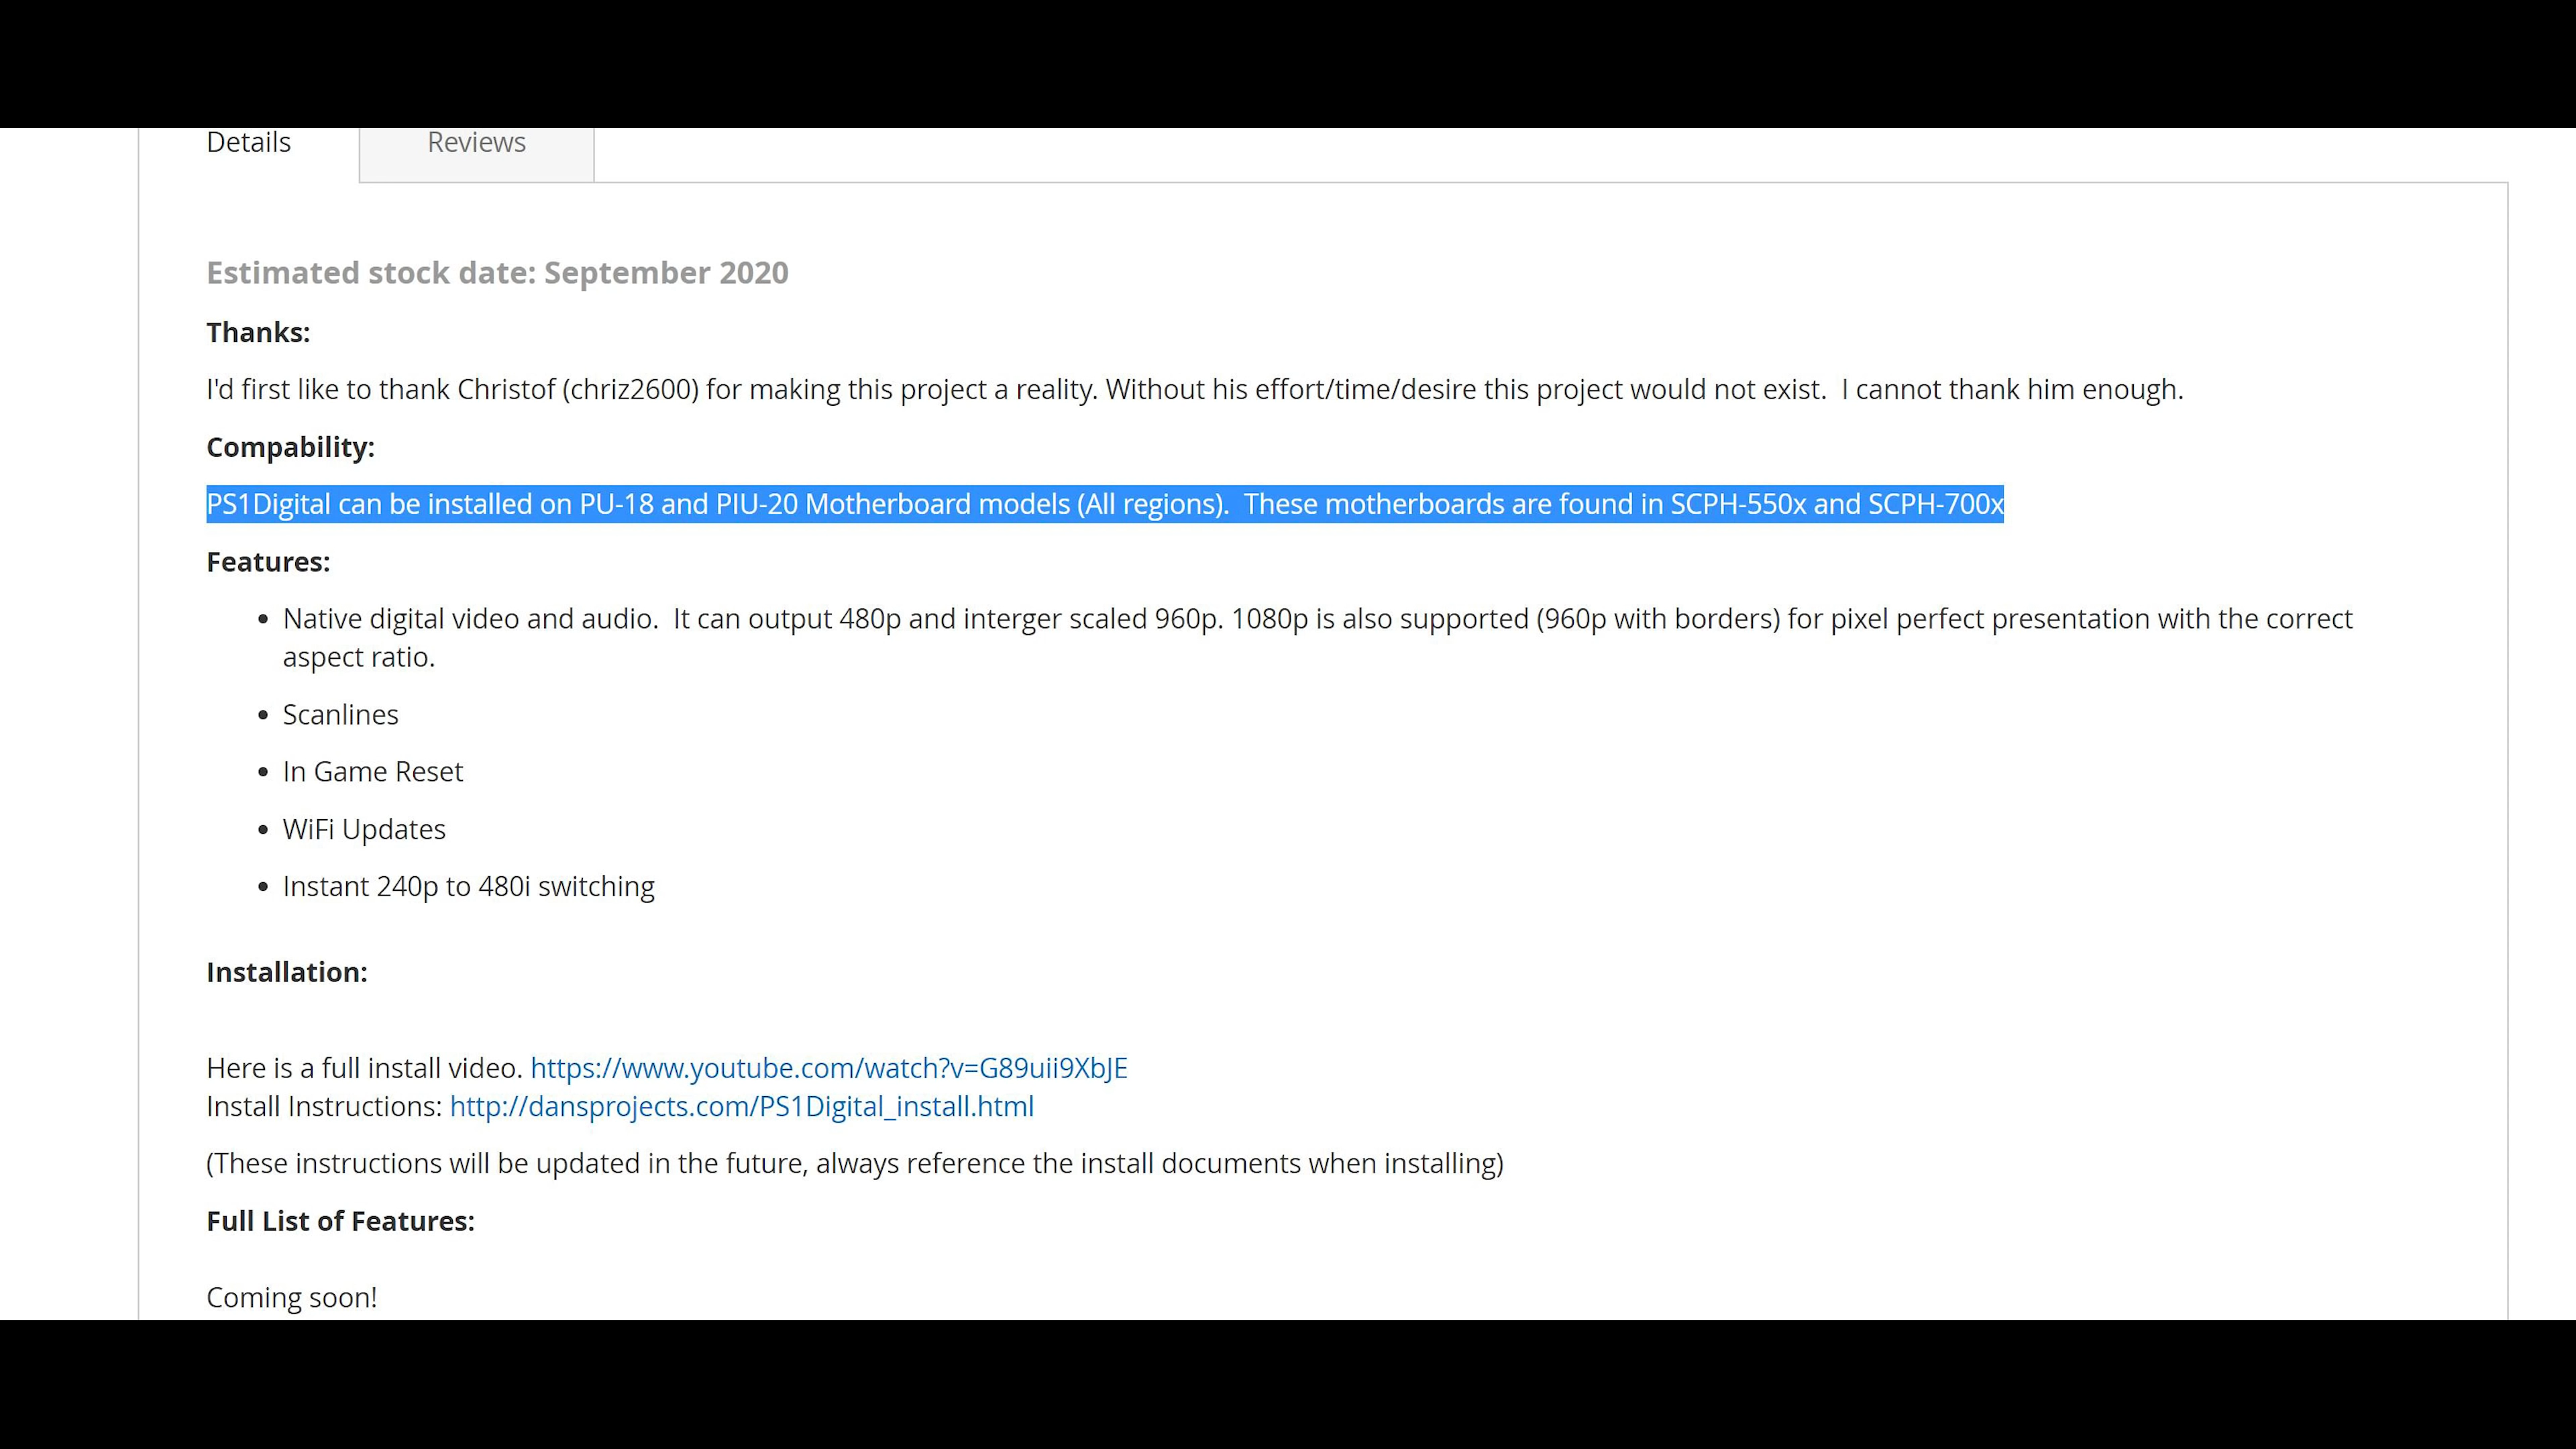 Details
Reviews
Estimated stock date: September 2020
Thanks:
I'd first like to thank Christof (chriz2600) for making this project a reality. Without his effort/time/desire this project would not exist.  I cannot thank him enough.
Compability:
PS1Digital can be installed on PU-18 and PIU-20 Motherboard models (All regions).  These motherboards are found in SCPH-550x and SCPH-700x
Features:
• Native digital video and audio.  It can output 480p and interger scaled 960p. 1080p is also supported (960p with borders) for pixel perfect presentation with the correct
aspect ratio.
• Scanlines
• In Game Reset
• WiFi Updates
• Instant 240p to 480i switching
Installation:
Here is a full install video. https://www.youtube.com/watch?v=G89uii9XbJE
Install Instructions: http://dansprojects.com/PS1Digital_install.html
(These instructions will be updated in the future, always reference the install documents when installing)
Full List of Features:
Coming soon!